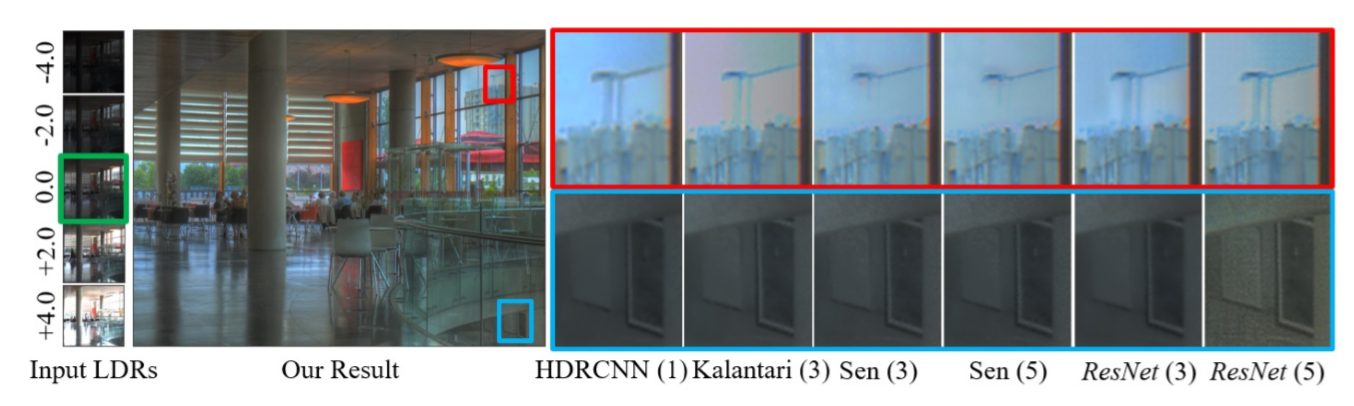 -4.0
-2.0
0.0
+2.0
+4.0
Input LDRs
Our Result
HDRCNN (1)
Kalantari (3)
Sen (3)
Sen (5)
ResNet (3)
ResNet (5)